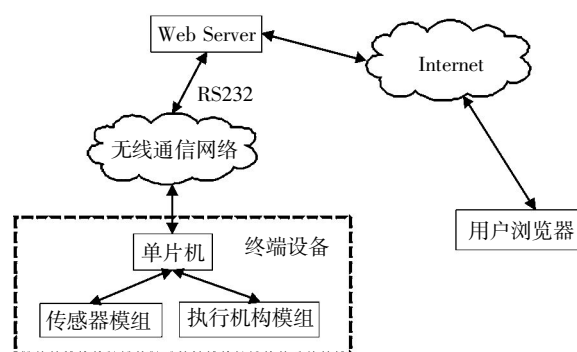 Web Server
Internet
RS232
无线通信网络
用户浏览器
单片机
终端设备
传感器模组
执行机构模组